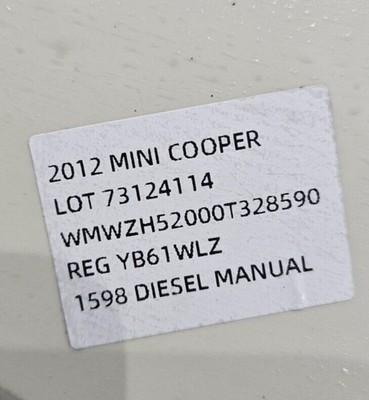 2012 MINI COOPER
LOT 73124114
WMWZH52000T328590
REG YB61WLZ
1598 DIESEL MANUAL